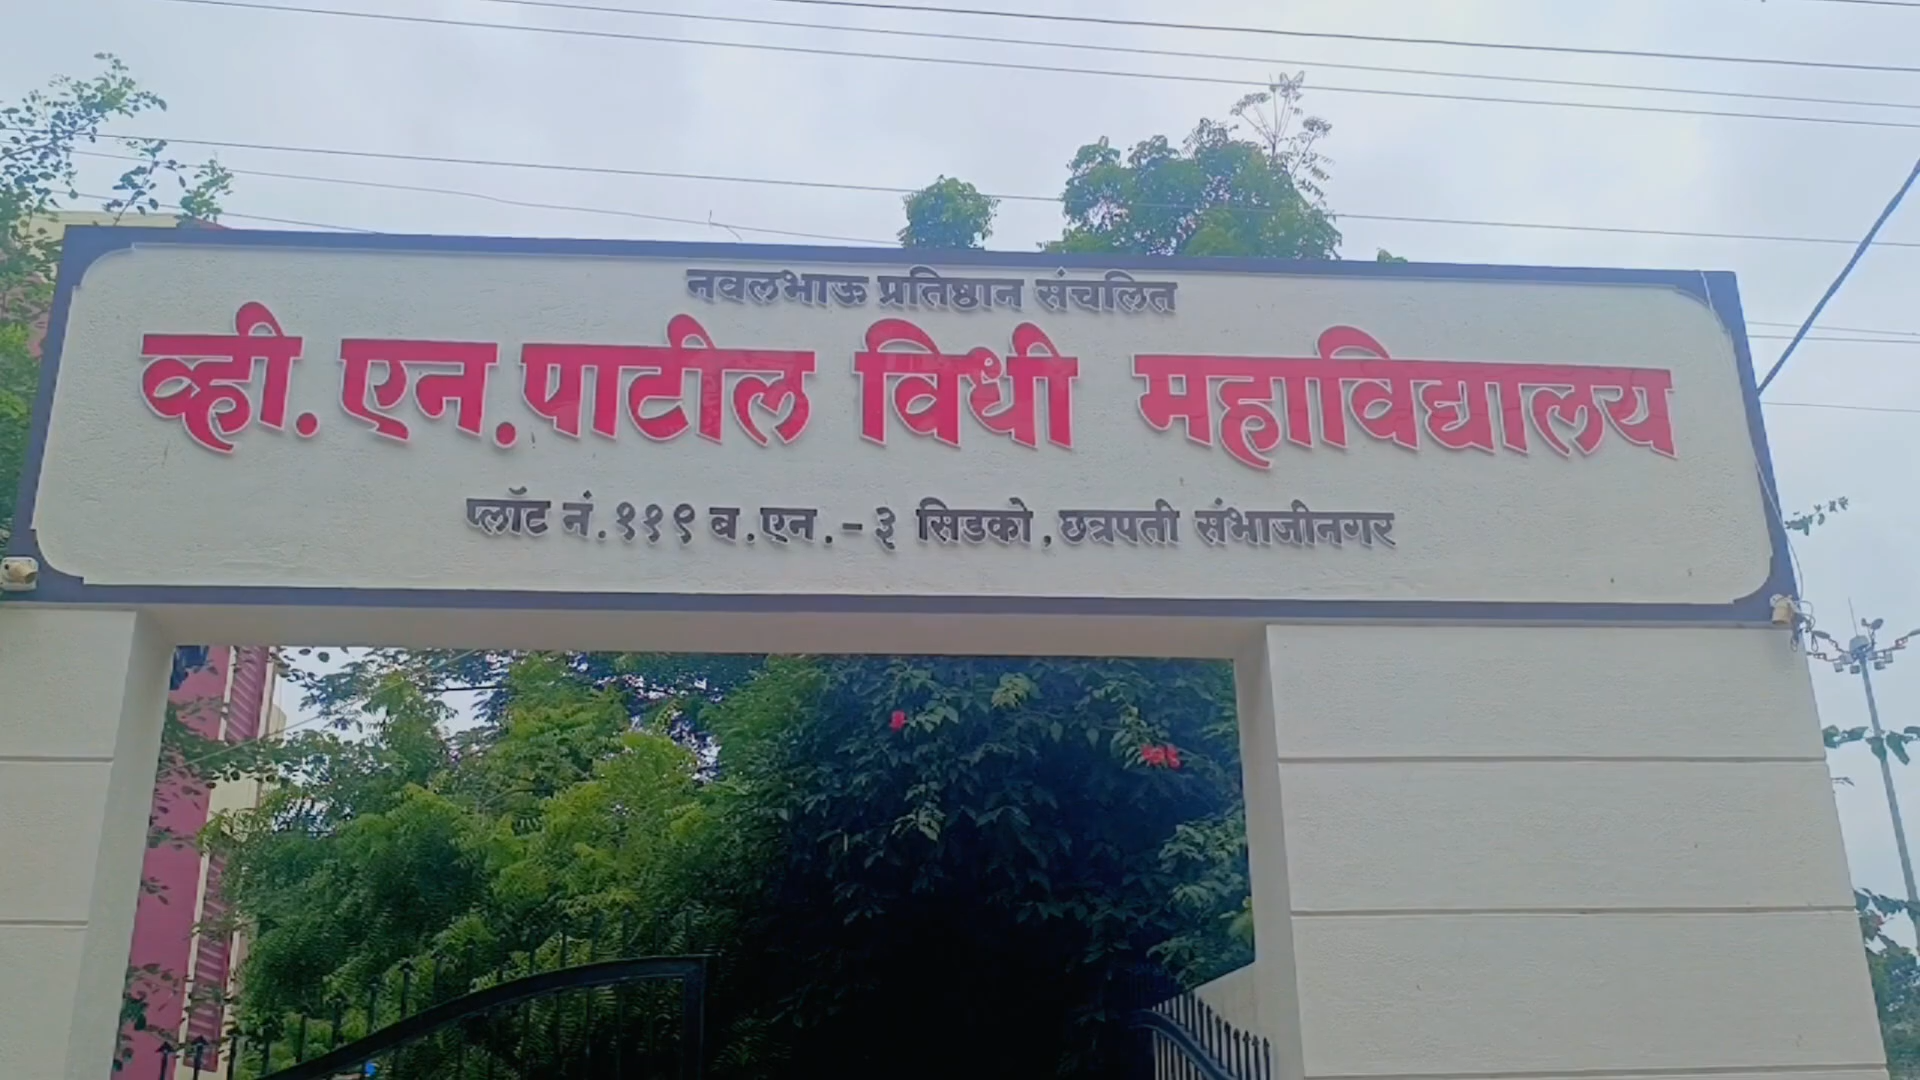 नवलभाऊ प्रतिष्ठान संचलित
व्ही. एन. पाटील विधी महाविद्यालय
प्लॉट नं. ११९ ब. एन. - ३ सिडको, छत्रपती संभाजीनगर